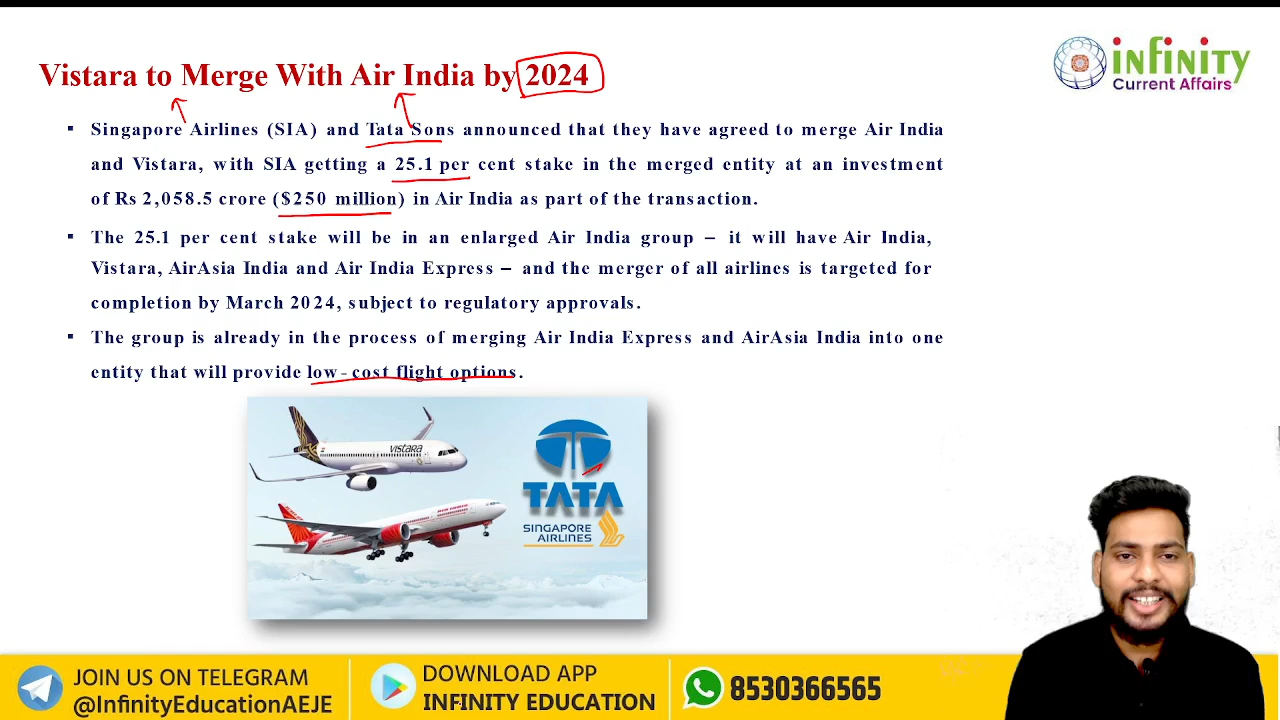 infinity
Current Affairs
Vistara to Merge With Air India by 2024
▪ Singapore Airlines (SIA) and Tata Sons announced that they have agreed to merge Air India
and Vistara, with SIA getting a 25.1 per cent stake in the merged entity at an investment
of Rs 2,058.5 crore ($250 million) in Air India as part of the transaction.
▪ The 25.1 per cent stake will be in an enlarged Air India group – it will have Air India,
Vistara, AirAsia India and Air India Express – and the merger of all airlines is targeted for
completion by March 2024, subject to regulatory approvals.
▪ The group is already in the process of merging Air India Express and AirAsia India into one
entity that will provide low-cost flight options.
vistara
TATA
SINGAPORE
AIRLINES
JOIN US ON TELEGRAM
@InfinityEducationAEJE
DOWNLOAD APP
INFINITY EDUCATION
8530366565